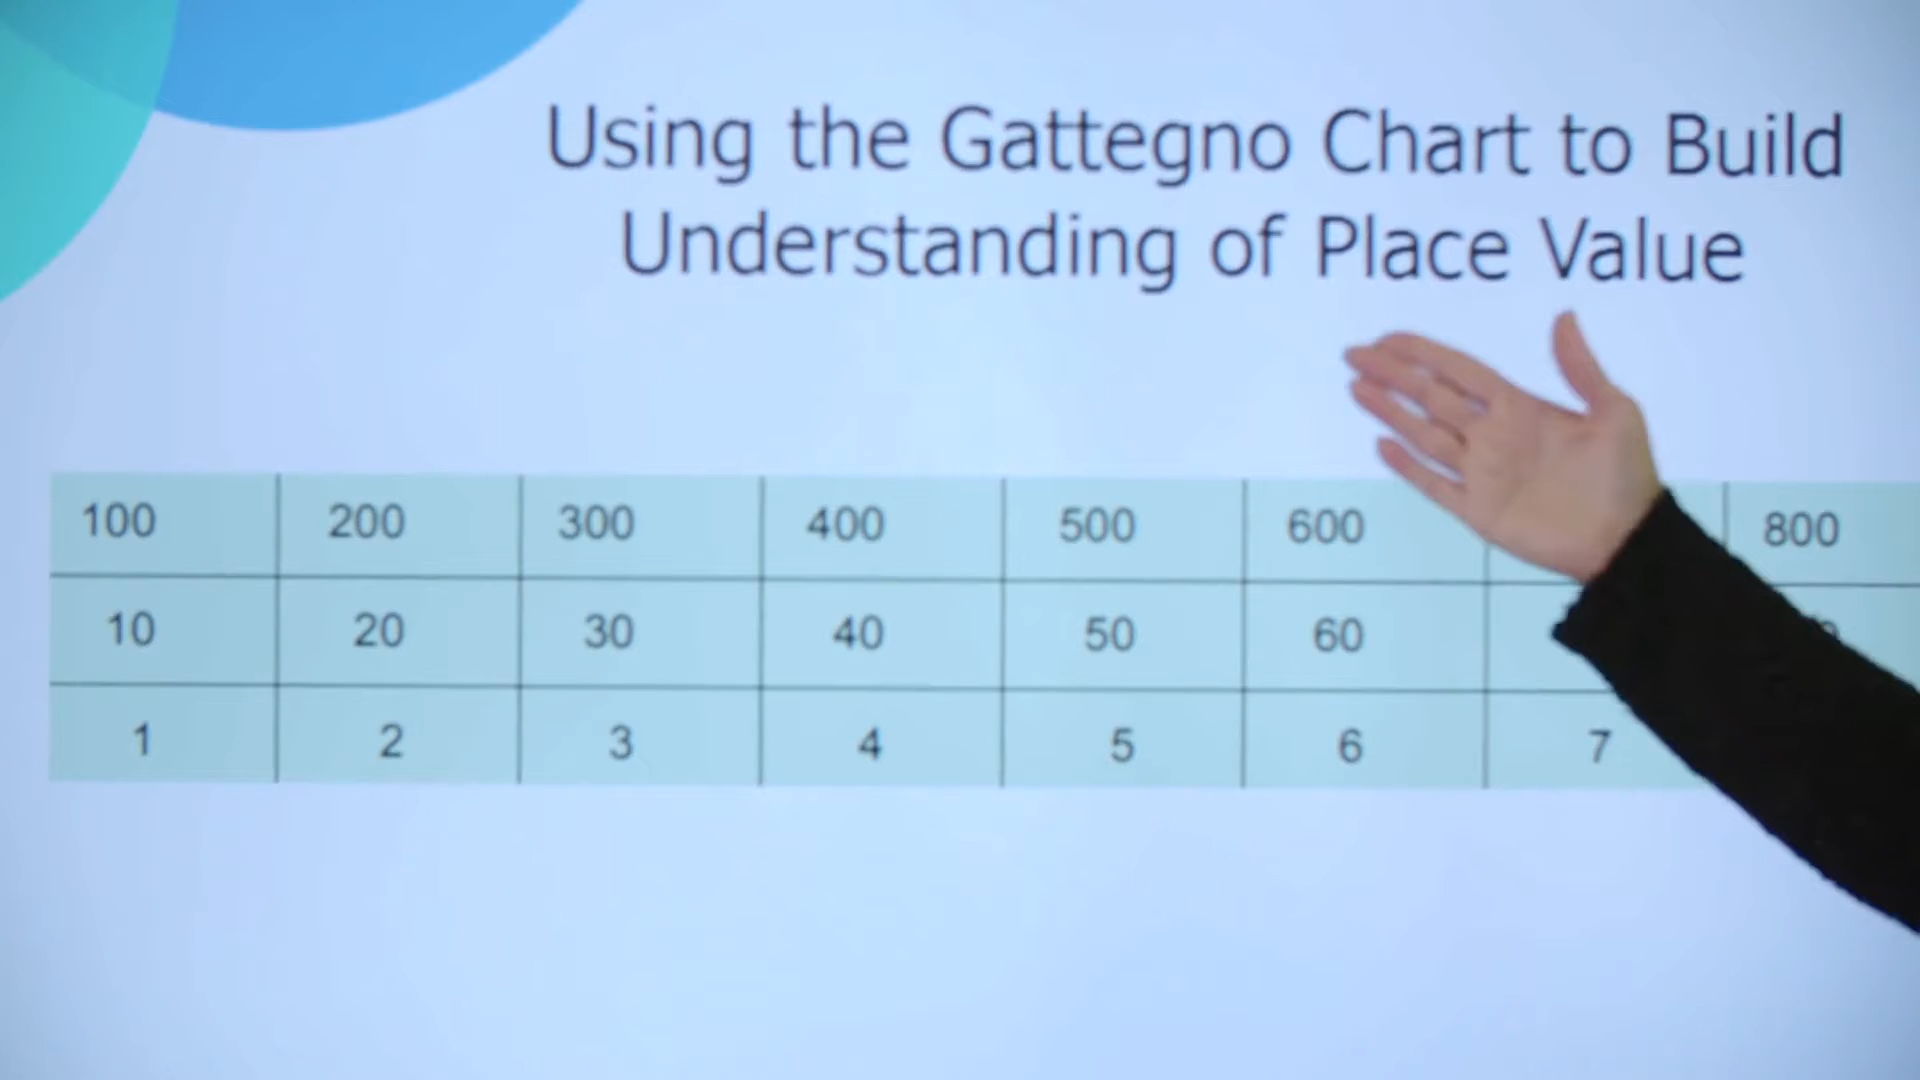 Using the Gattegno Chart to Build
Understanding of Place Value
100 200 300 400 500 600 800
10 20 30 40 50 60
1 2 3 4 5 6 7